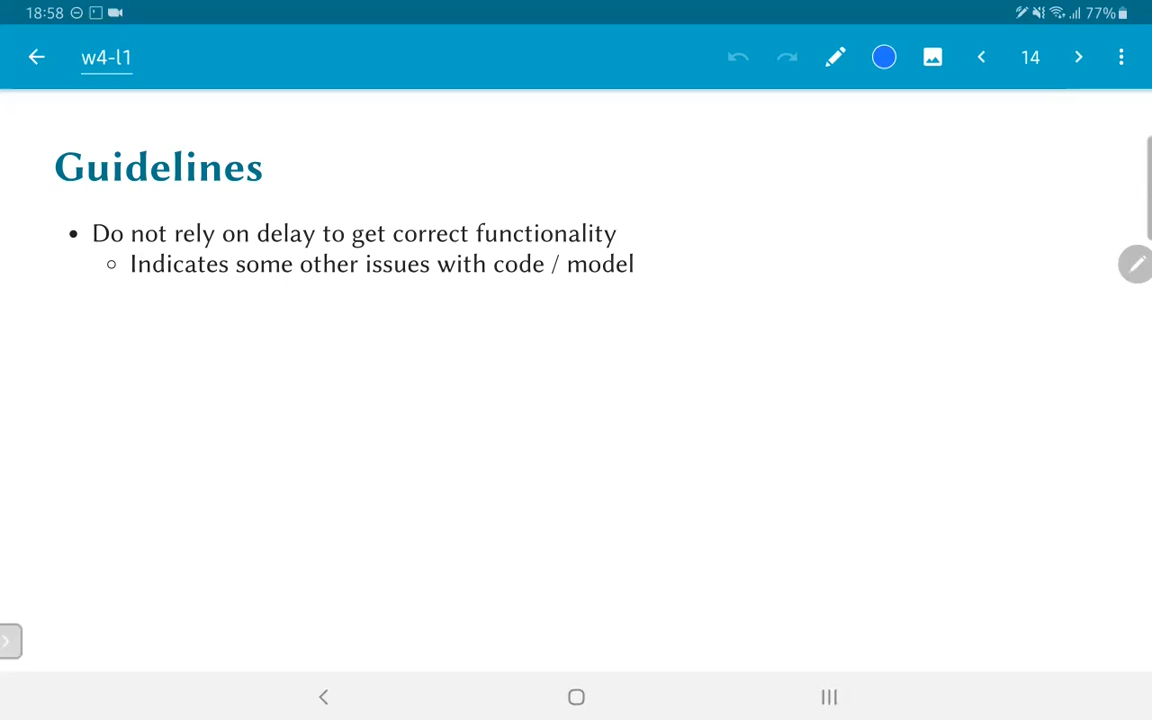 18:58 77%
w4-l1 14
Guidelines
• Do not rely on delay to get correct functionality
◦ Indicates some other issues with code / model